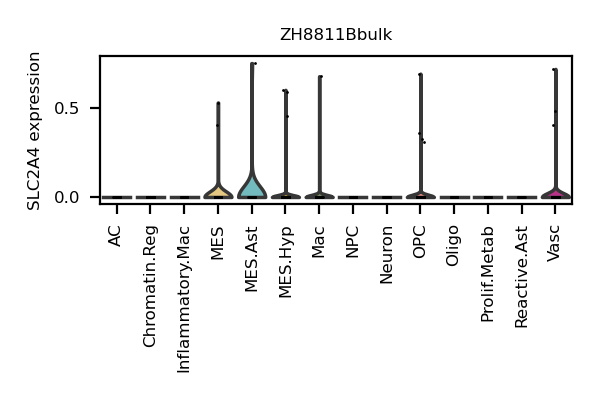 ZH8811Bbulk
SLC2A4 expression
0.5
0.0
AC
Chromatin.Reg
Inflammatory.Mac
MES
MES.Ast
MES.Hyp
Mac
NPC
Neuron
OPC
Oligo
Prolif.Metab
Reactive.Ast
Vasc